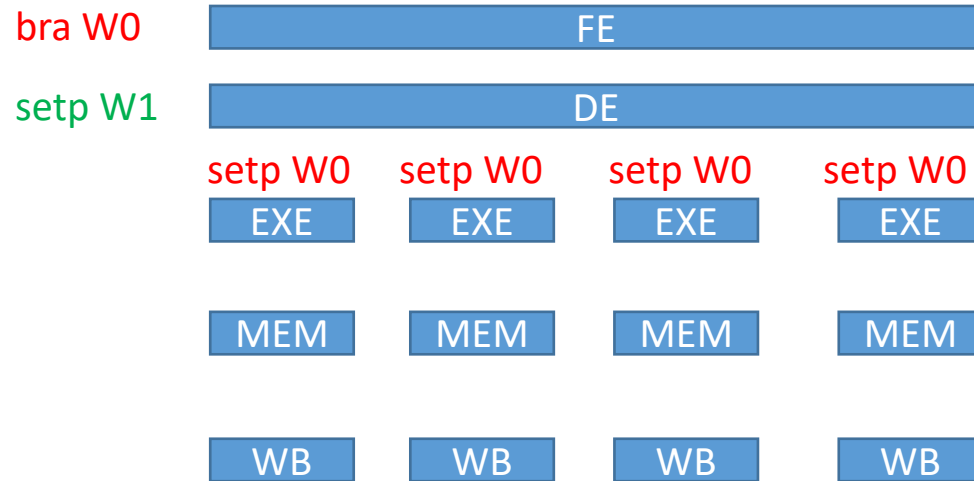 bra W0 FE
setp W1 DE
setp W0 setp W0 setp W0 setp W0
EXE EXE EXE EXE
MEM MEM MEM MEM
WB WB WB WB